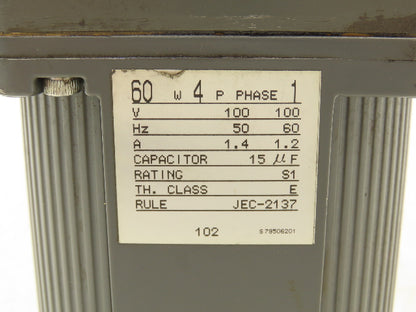 60 W 4 P PHASE 1
V 100 100
Hz 50 60
A 1.4 1.2
CAPACITOR 15 μF
RATING S1
TH. CLASS E
RULE JEC-2137
102 S79506201